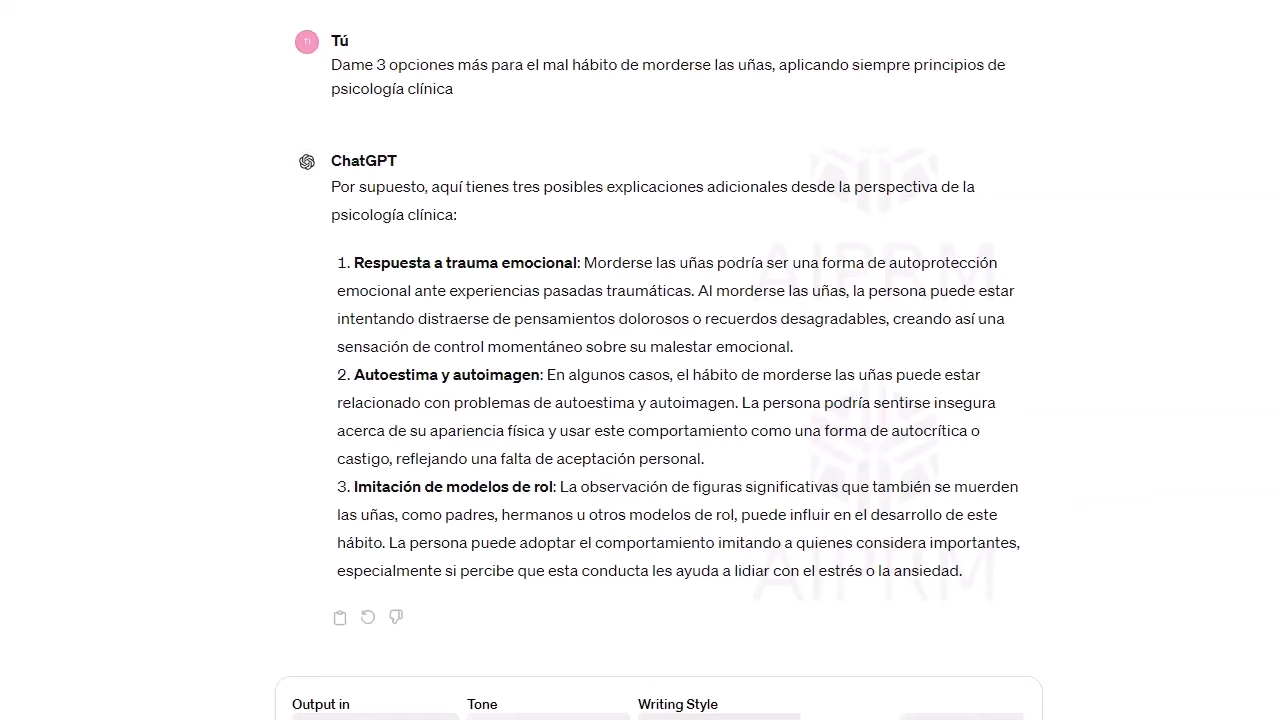 TI
Tú
Dame 3 opciones más para el mal hábito de morderse las uñas, aplicando siempre principios de
psicología clínica
ChatGPT
Por supuesto, aquí tienes tres posibles explicaciones adicionales desde la perspectiva de la
psicología clínica:
1. Respuesta a trauma emocional: Morderse las uñas podría ser una forma de autoprotección
emocional ante experiencias pasadas traumáticas. Al morderse las uñas, la persona puede estar
intentando distraerse de pensamientos dolorosos o recuerdos desagradables, creando así una
sensación de control momentáneo sobre su malestar emocional.
2. Autoestima y autoimagen: En algunos casos, el hábito de morderse las uñas puede estar
relacionado con problemas de autoestima y autoimagen. La persona podría sentirse insegura
acerca de su apariencia física y usar este comportamiento como una forma de autocrítica o
castigo, reflejando una falta de aceptación personal.
3. Imitación de modelos de rol: La observación de figuras significativas que también se muerden
las uñas, como padres, hermanos u otros modelos de rol, puede influir en el desarrollo de este
hábito. La persona puede adoptar el comportamiento imitando a quienes considera importantes,
especialmente si percibe que esta conducta les ayuda a lidiar con el estrés o la ansiedad.
AIPRM
AIPRM
Output in
Tone
Writing Style